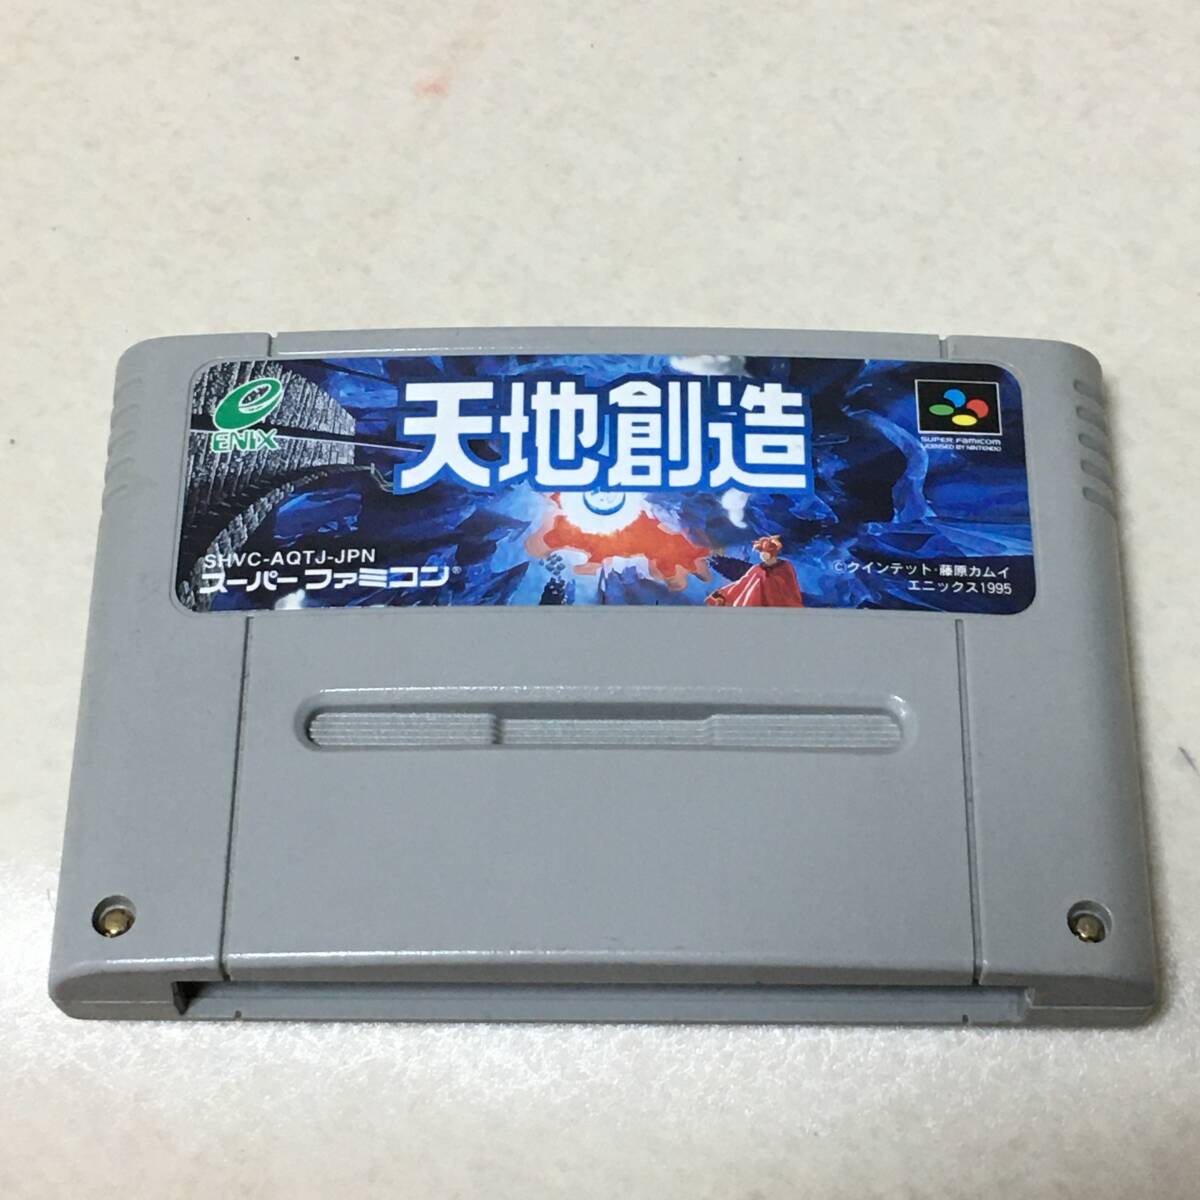 ENIX
天地創造
SUPER Famicom
LICENSED BY NINTENDO
SHVC-AQTJ-JPN
スーパーファミコン®
©クインテット・藤原カムイ
エニックス1995